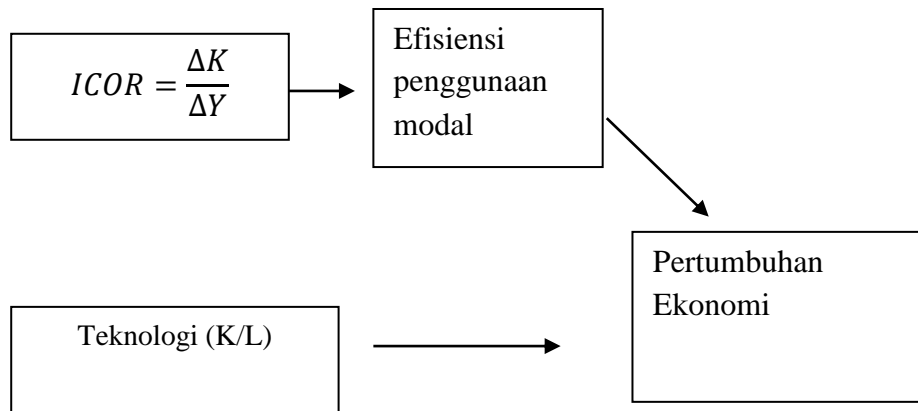 ICOR = ΔK/ΔY
Efisiensi
penggunaan
modal
Pertumbuhan
Ekonomi
Teknologi (K/L)